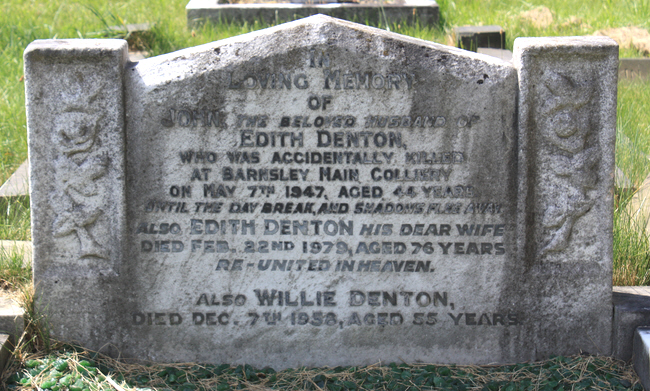 IN
LOVING MEMORY
OF
JOHN, THE BELOVED HUSBAND OF
EDITH DENTON,
WHO WAS ACCIDENTALLY KILLED
AT BARNSLEY MAIN COLLIERY
ON MAY 7TH 1947, AGED 44 YEARS
UNTIL THE DAY BREAK, AND SHADOWS FLEE AWAY
ALSO EDITH DENTON HIS DEAR WIFE
DIED FEB. 22ND 1979, AGED 76 YEARS
RE-UNITED IN HEAVEN.
ALSO WILLIE DENTON,
DIED DEC. 7TH 1958, AGED 55 YEARS